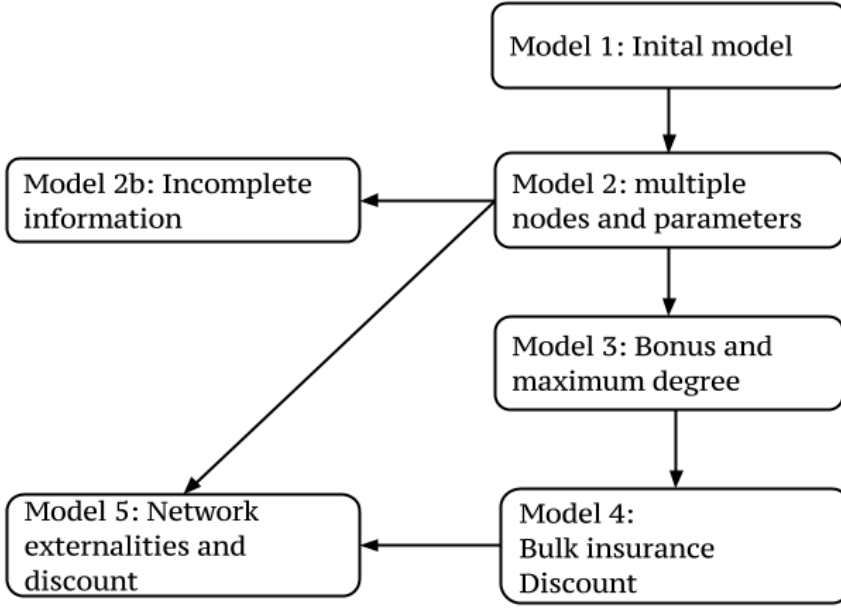 Model 1: Inital model
Model 2b: Incomplete
information
Model 2: multiple
nodes and parameters
Model 3: Bonus and
maximum degree
Model 5: Network
externalities and
discount
Model 4:
Bulk insurance
Discount